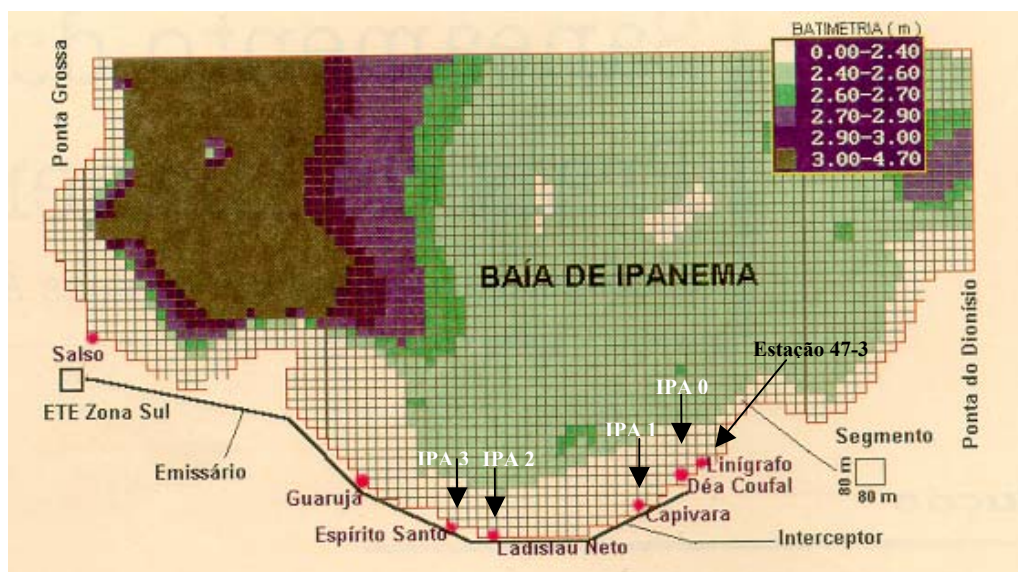 Ponta Grossa
BATIMETRIA ( m )
0.00-2.40
2.40-2.60
2.60-2.70
2.70-2.90
2.90-3.00
3.00-4.70
BAÍA DE IPANEMA
Ponta do Dionísio
Estação 47-3
Salso
ETE Zona Sul
IPA 0
IPA 1
IPA 3
IPA 2
Segmento
80 m
80 m
Emissário
Guarujá
Linígrafo
Déa Coufal
Capivara
Espírito Santo
Ladislau Neto
Interceptor